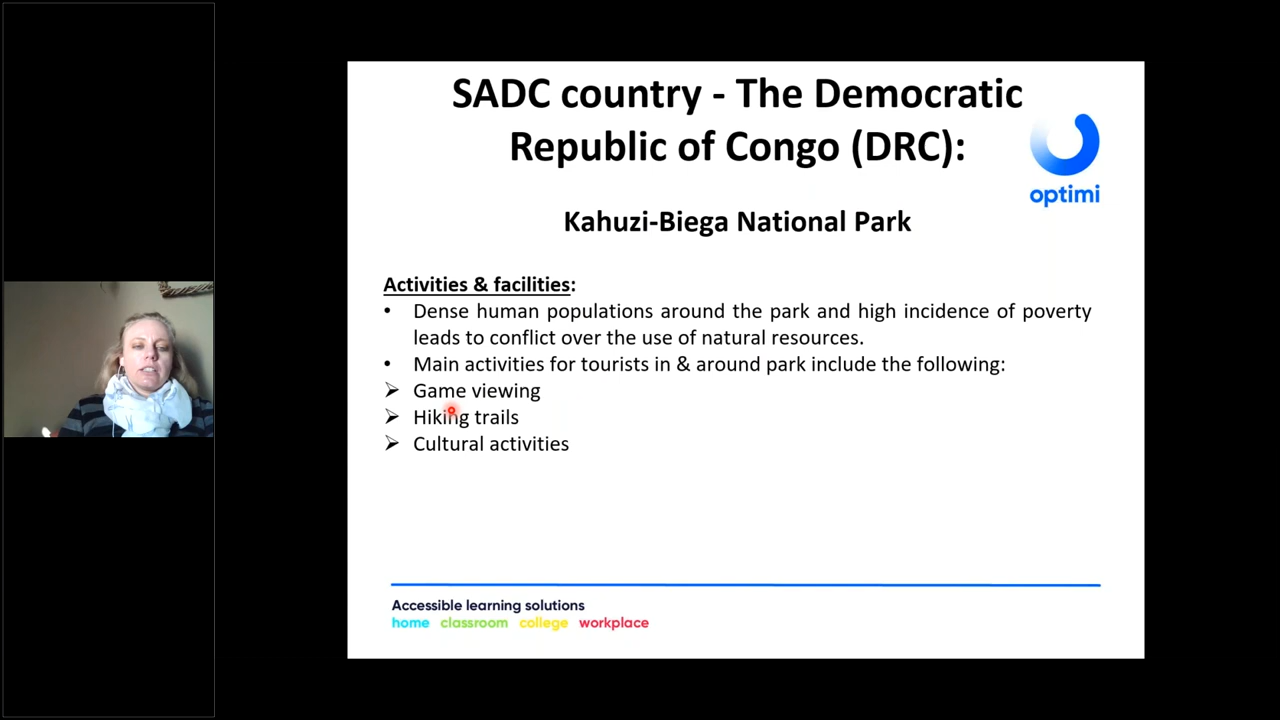 SADC country - The Democratic
Republic of Congo (DRC):
optimi
Kahuzi-Biega National Park
Activities & facilities:
• Dense human populations around the park and high incidence of poverty
leads to conflict over the use of natural resources.
• Main activities for tourists in & around park include the following:
➢ Game viewing
➢ Hiking trails
➢ Cultural activities
Accessible learning solutions
home classroom college workplace